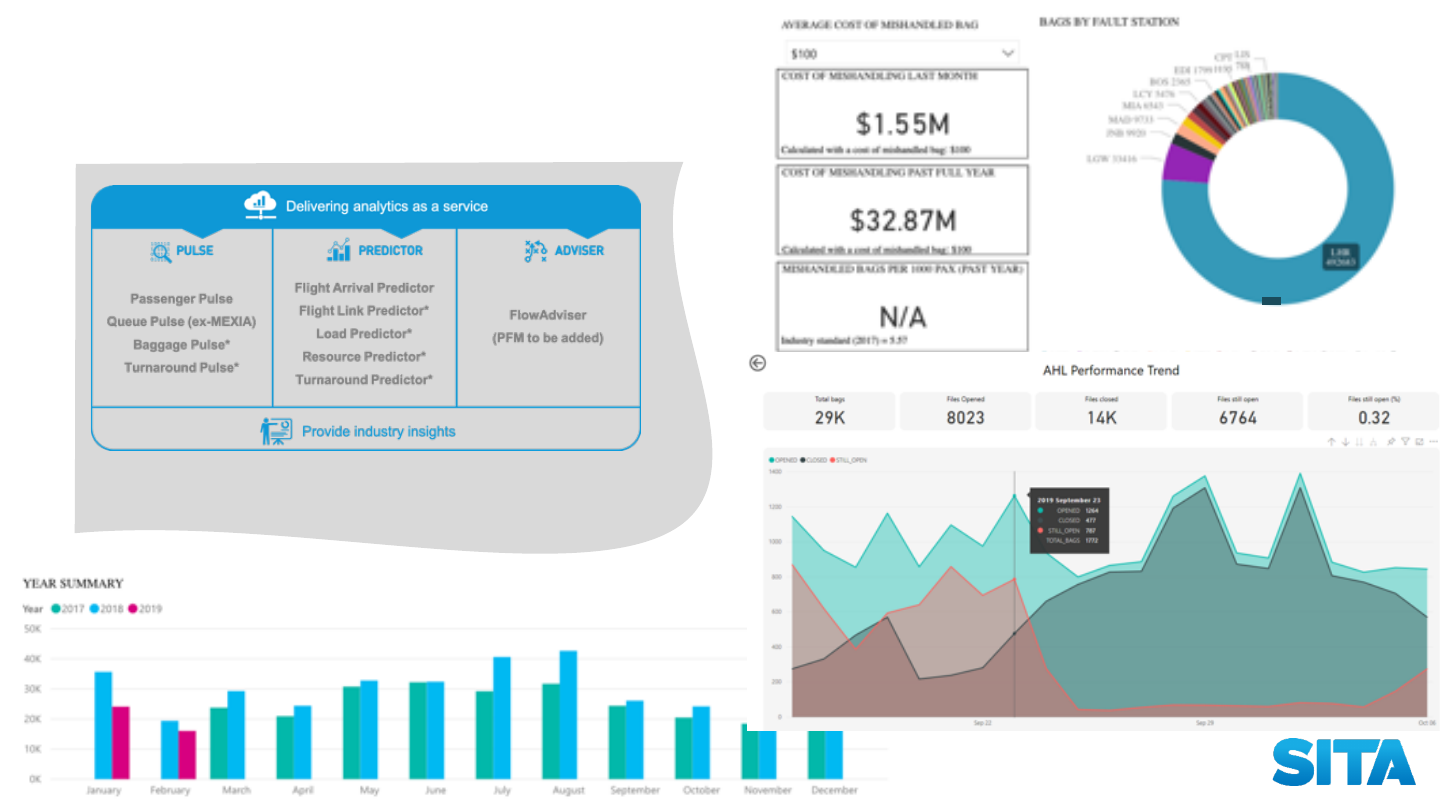 Delivering analytics as a service
PULSE
Passenger Pulse
Queue Pulse (ex-MEXIA)
Baggage Pulse*
Turnaround Pulse*
PREDICTOR
Flight Arrival Predictor
Flight Link Predictor*
Load Predictor*
Resource Predictor*
Turnaround Predictor*
ADVISER
FlowAdviser
(PFM to be added)
Provide industry insights
AVERAGE COST OF MISHANDLED BAG
$100
COST OF MISHANDLING LAST MONTH
$1.55M
Calculated with a cost of mishandled bag: $100
COST OF MISHANDLING PAST FULL YEAR
$32.87M
Calculated with a cost of mishandled bag: $100
MISHANDLED BAGS PER 1000 PAX (PAST YEAR)
N/A
Industry standard (2017) = 5.57
BAGS BY FAULT STATION
CPT
EDI 1799
BOS 2365
LCY 3476
MIA 6543
MAD 9733
JNB 9920
LGW 33416
LHR
492663
AHL Performance Trend
Total bags
29K
Files Opened
8023
Files closed
14K
Files still open
6764
Files still open (%)
0.32
OPENED CLOSED STILL_OPEN
1400
1200
1000
800
600
400
200
0
2019 September 23
OPENED 1264
CLOSED 477
STILL_OPEN 787
TOTAL_BAGS 1772
Sep 22
Sep 29
Oct 06
YEAR SUMMARY
Year 2017 2018 2019
50K
40K
30K
20K
10K
0K
January February March April May June July August September October November December
SITA